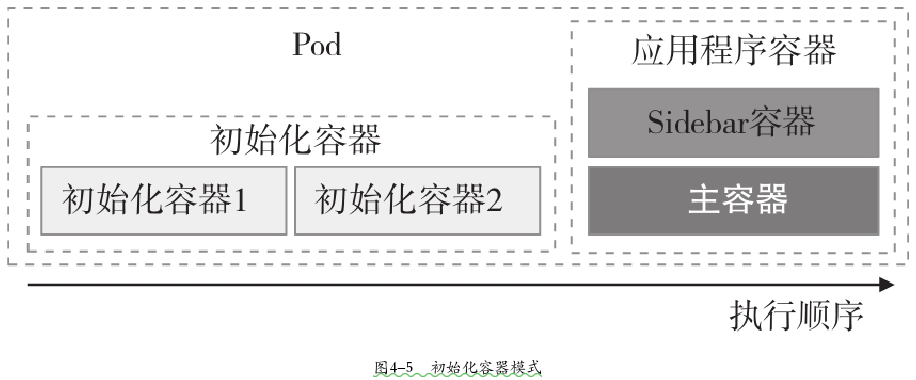 Pod
初始化容器
初始化容器1
初始化容器2
应用程序容器
Sidebar容器
主容器
执行顺序
图4-5 初始化容器模式